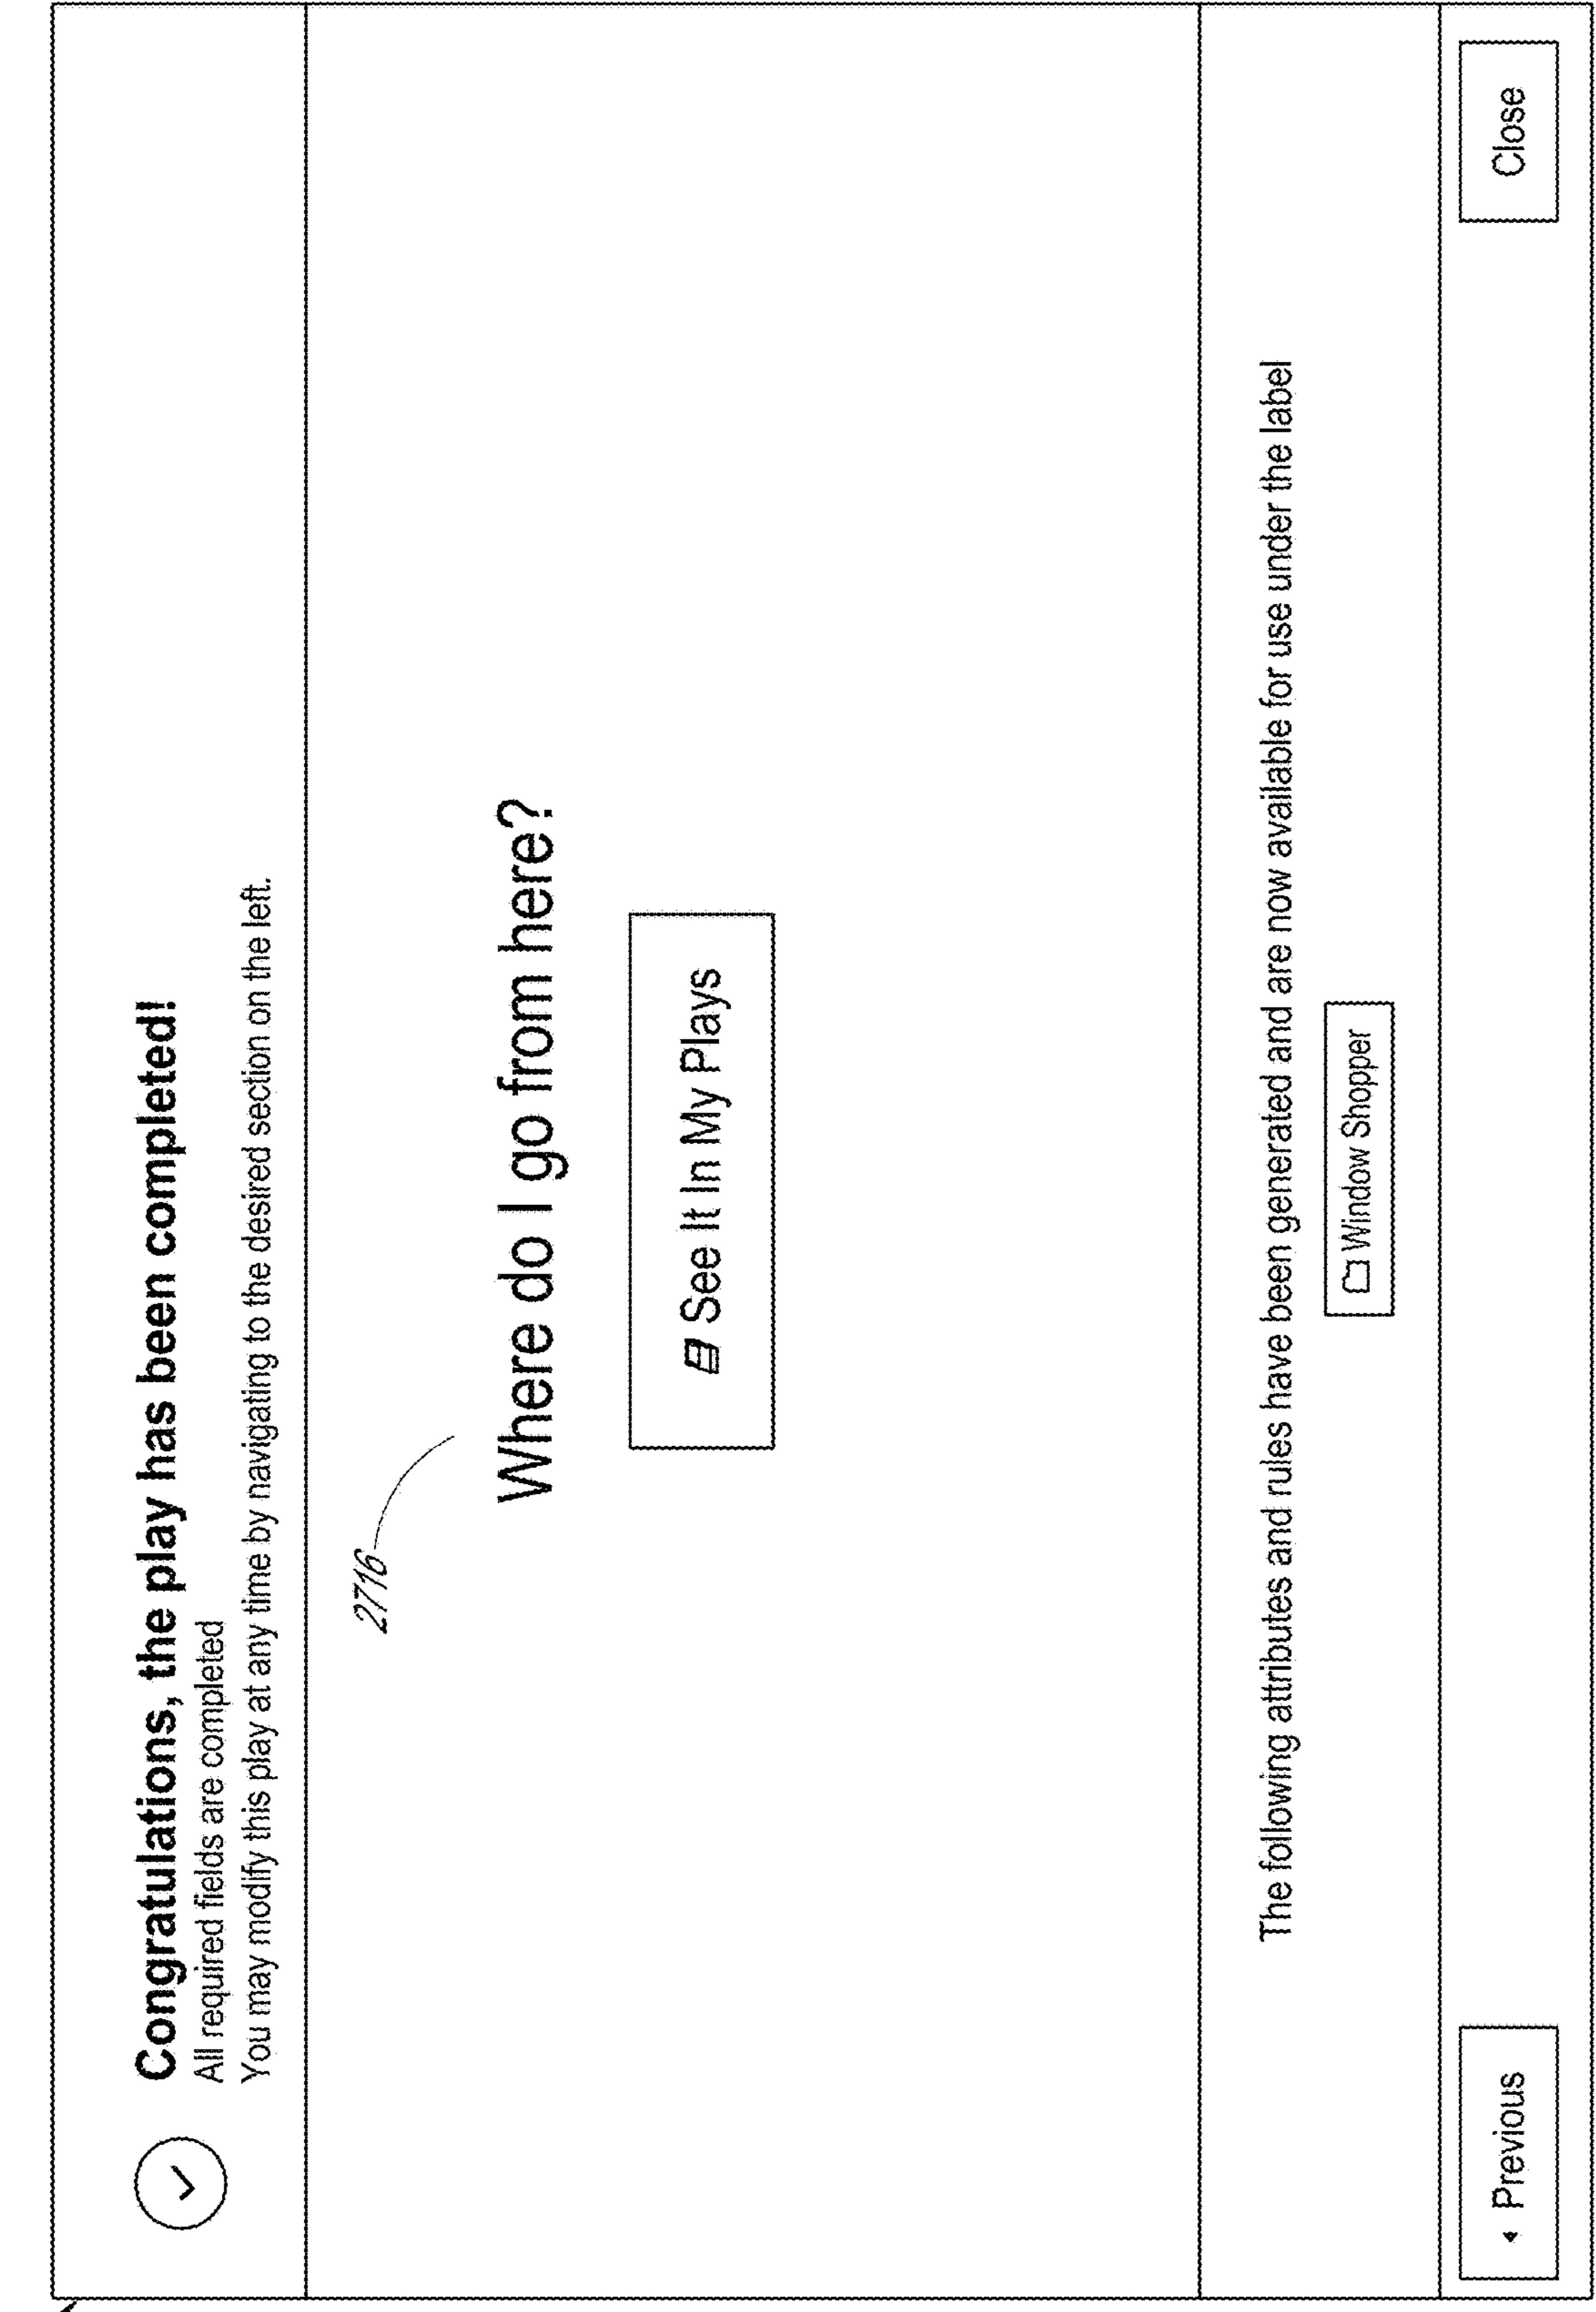 Congratulations, the play has been completed!
All required fields are completed
You may modify this play at any time by navigating to the desired section on the left.
2716
Where do I go from here?
See It In My Plays
The following attributes and rules have been generated and are now available for use under the label
Window Shopper
Previous
Close